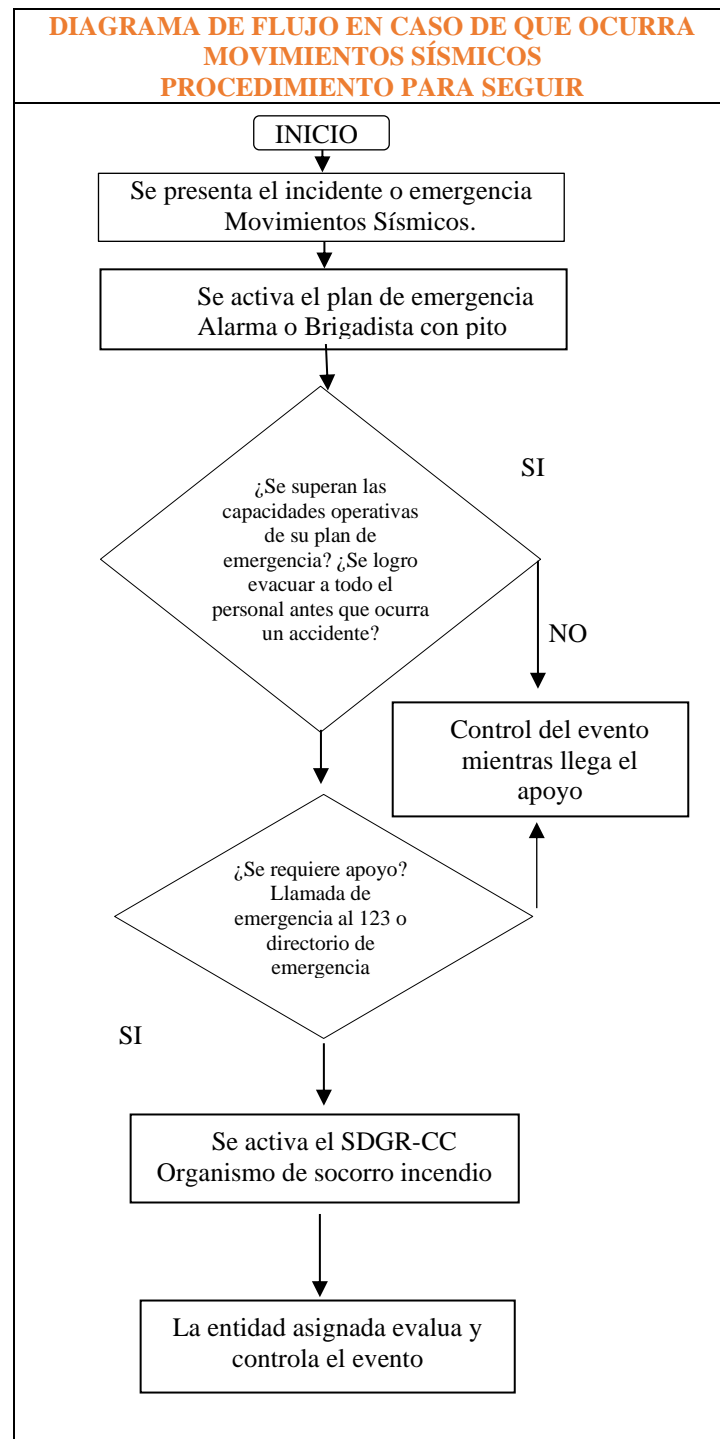 DIAGRAMA DE FLUJO EN CASO DE QUE OCURRA
MOVIMIENTOS SÍSMICOS
PROCEDIMIENTO PARA SEGUIR
INICIO
Se presenta el incidente o emergencia
Movimientos Sísmicos.
Se activa el plan de emergencia
Alarma o Brigadista con pito
¿Se superan las
capacidades operativas
de su plan de
emergencia? ¿Se logro
evacuar a todo el
personal antes que ocurra
un accidente?
SI
NO
Control del evento
mientras llega el
apoyo
¿Se requiere apoyo?
Llamada de
emergencia al 123 o
directorio de
emergencia
SI
Se activa el SDGR-CC
Organismo de socorro incendio
La entidad asignada evalua y
controla el evento